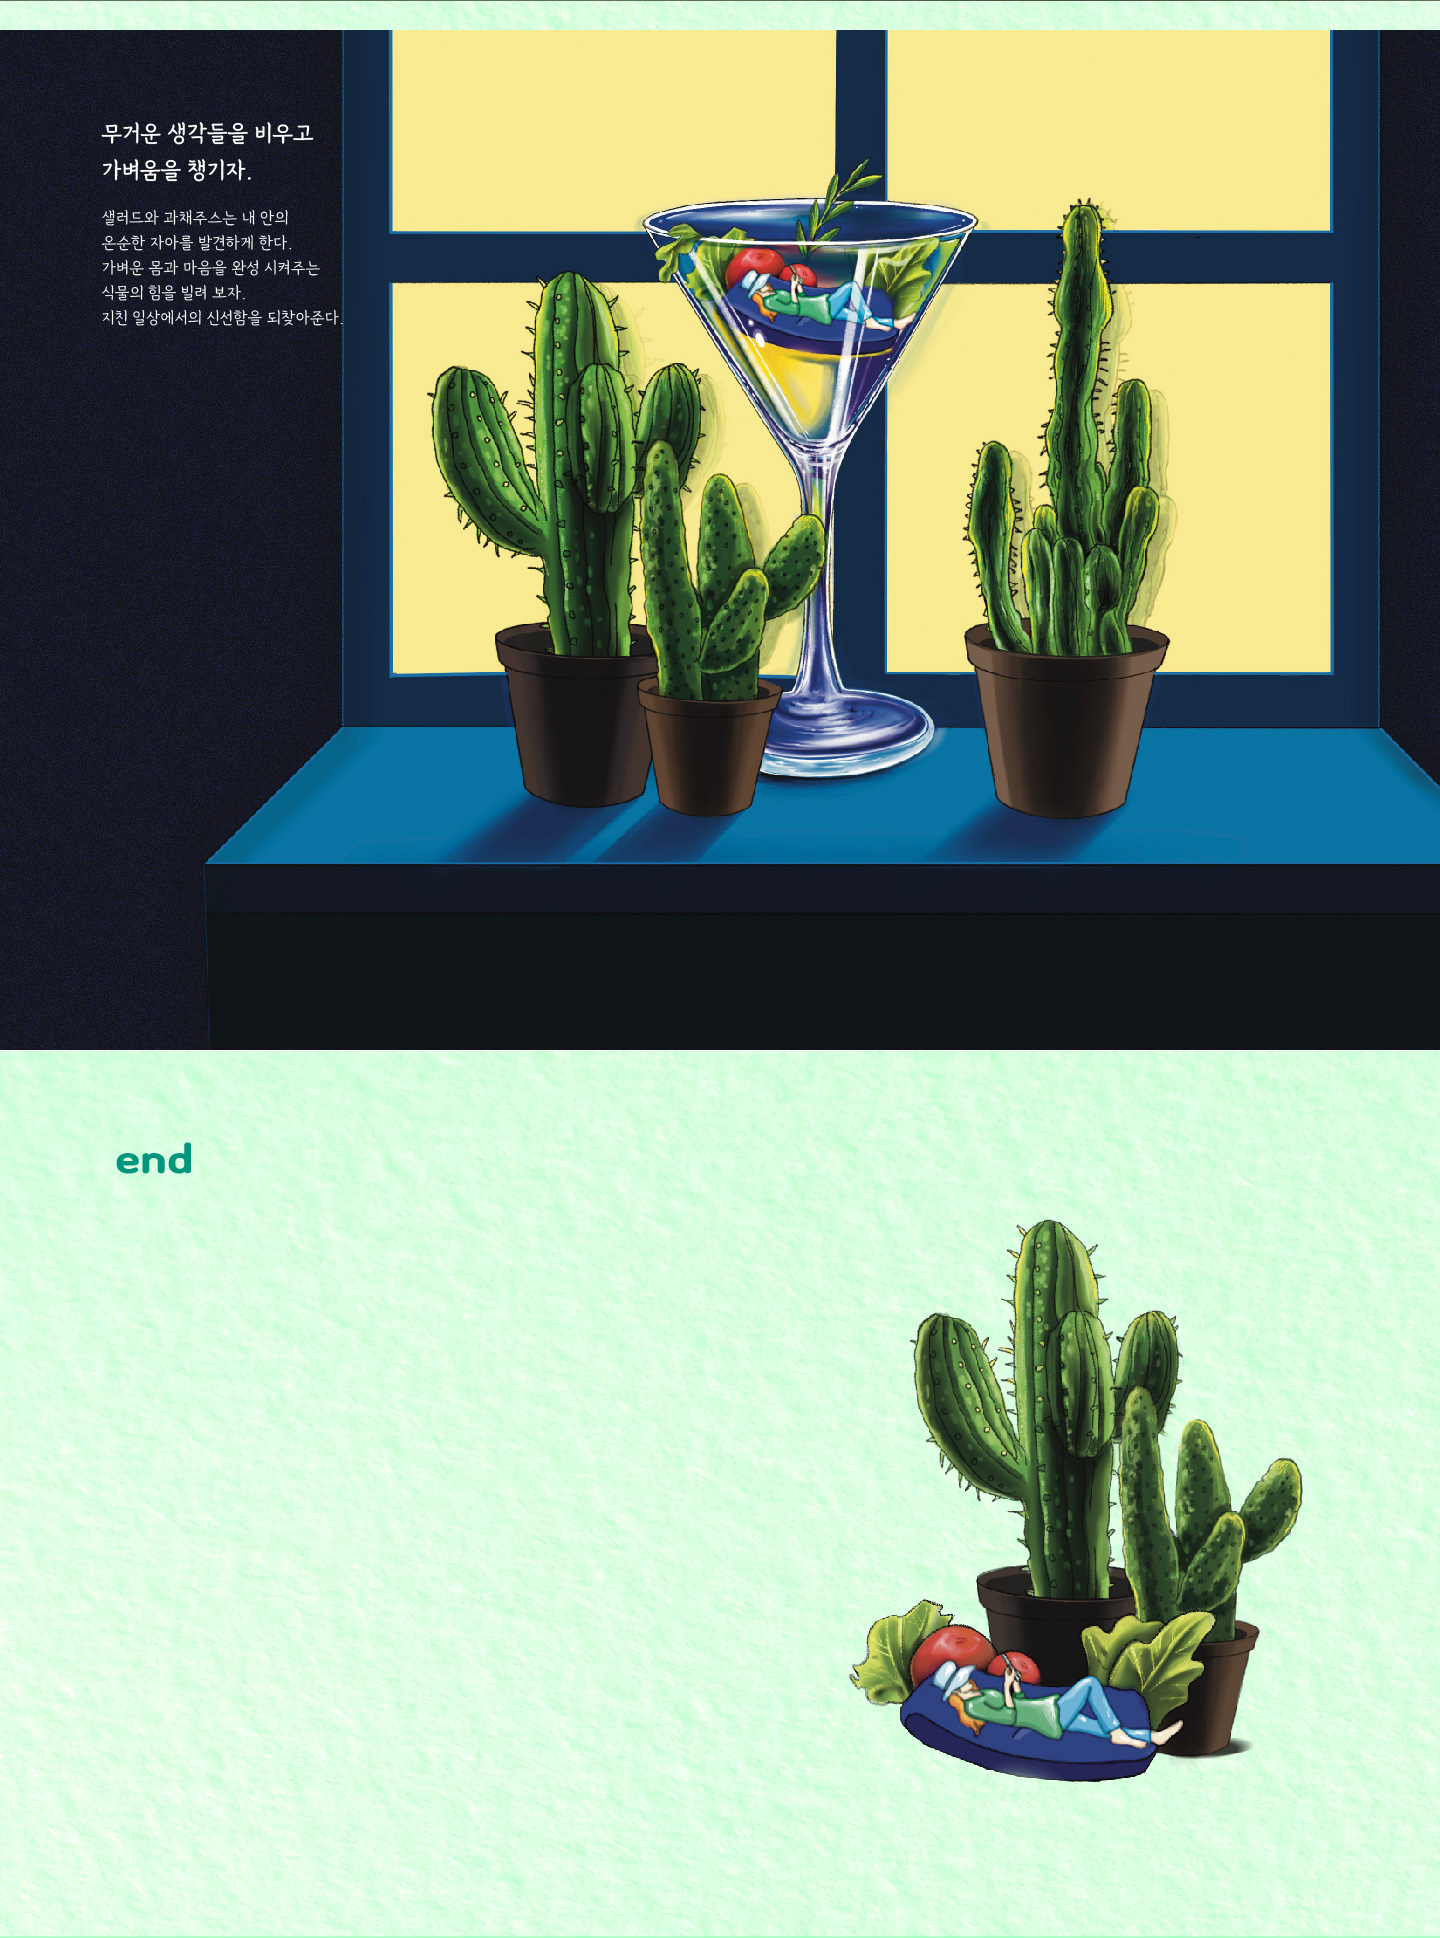 무거운 생각들을 비우고
가벼움을 챙기자.
샐러드와 과채주스는 내 안의
온순한 자아를 발견하게 한다.
가벼운 몸과 마음을 완성 시켜주는
식물의 힘을 빌려 보자.
지친 일상에서의 신선함을 되찾아준다.
end